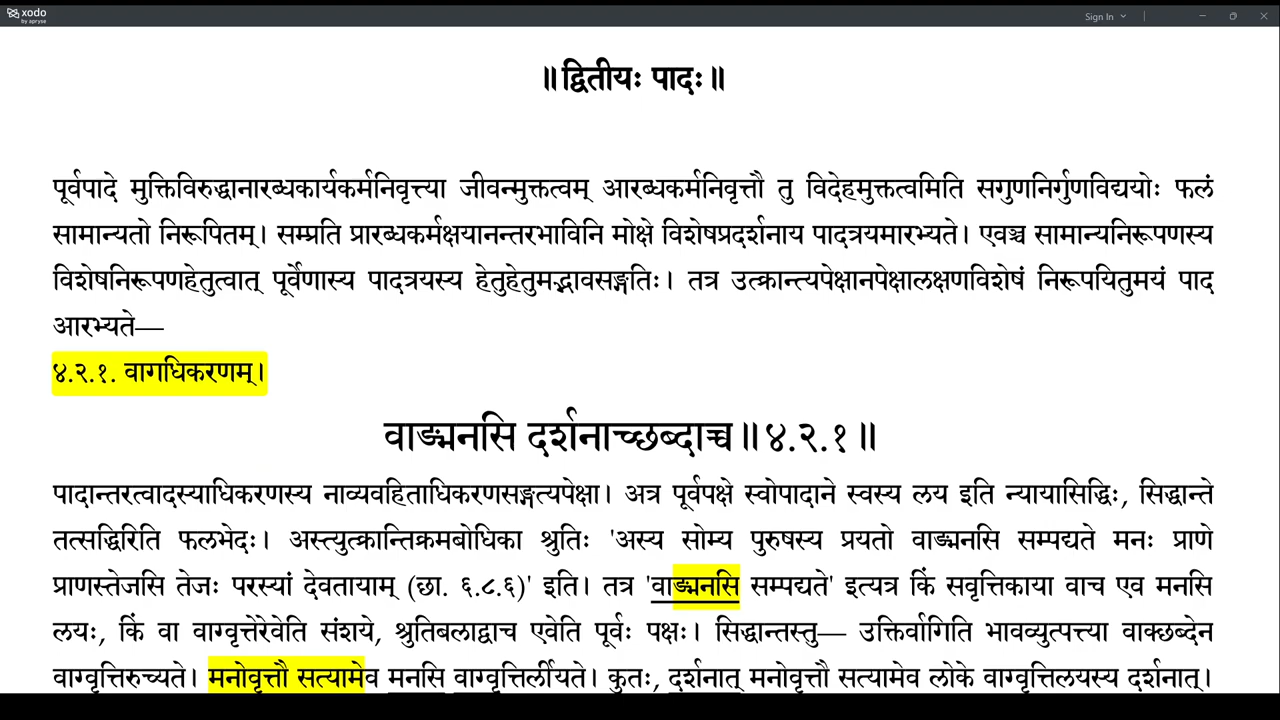 xodo
by apryse
Sign In
॥द्वितीयः पादः॥
पूर्वपादे मुक्तिविरुद्धानारब्धकार्यकर्मनिवृत्त्या जीवन्मुक्तत्वम् आरब्धकर्मनिवृत्तौ तु विदेहमुक्तत्वमिति सगुणनिर्गुणविद्ययोः फलं
सामान्यतो निरूपितम्। सम्प्रति प्रारब्धकर्मक्षयानन्तरभाविनि मोक्षे विशेषप्रदर्शनाय पादत्रयमारभ्यते। एवञ्च सामान्यनिरूपणस्य
विशेषनिरूपणहेतुत्वात् पूर्वेणास्य पादत्रयस्य हेतुहेतुमद्भावसङ्गतिः। तत्र उत्क्रान्त्यपेक्षानपेक्षालक्षणविशेषं निरूपयितुमयं पाद
आरभ्यते—
४.२.१. वागधिकरणम्।
वाङ्मनसि दर्शनाच्छब्दाच्च॥४.२.१॥
पादान्तरत्वादस्याधिकरणस्य नाव्यवहिताधिकरणसङ्गत्यपेक्षा। अत्र पूर्वपक्षे स्वोपादाने स्वस्य लय इति न्यायासिद्धिः, सिद्धान्ते
तत्सद्धिरिति फलभेदः। अस्त्युत्क्रान्तिक्रमबोधिका श्रुतिः 'अस्य सोम्य पुरुषस्य प्रयतो वाङ्मनसि सम्पद्यते मनः प्राणे
प्राणस्तेजसि तेजः परस्यां देवतायाम् (छा. ६.८.६)' इति। तत्र 'वाङ्मनसि सम्पद्यते' इत्यत्र किं सवृत्तिकाया वाच एव मनसि
लयः, किं वा वाग्वृत्तेरेवेति संशये, श्रुतिबलाद्वाच एवेति पूर्वः पक्षः। सिद्धान्तस्तु— उक्तिर्वागिति भावव्युत्पत्त्या वाक्छब्देन
वाग्वृत्तिरुच्यते। मनोवृत्तौ सत्यामेव मनसि वाग्वृत्तिर्लीयते। कुतः, दर्शनात् मनोवृत्तौ सत्यामेव लोके वाग्वृत्तिलयस्य दर्शनात्।